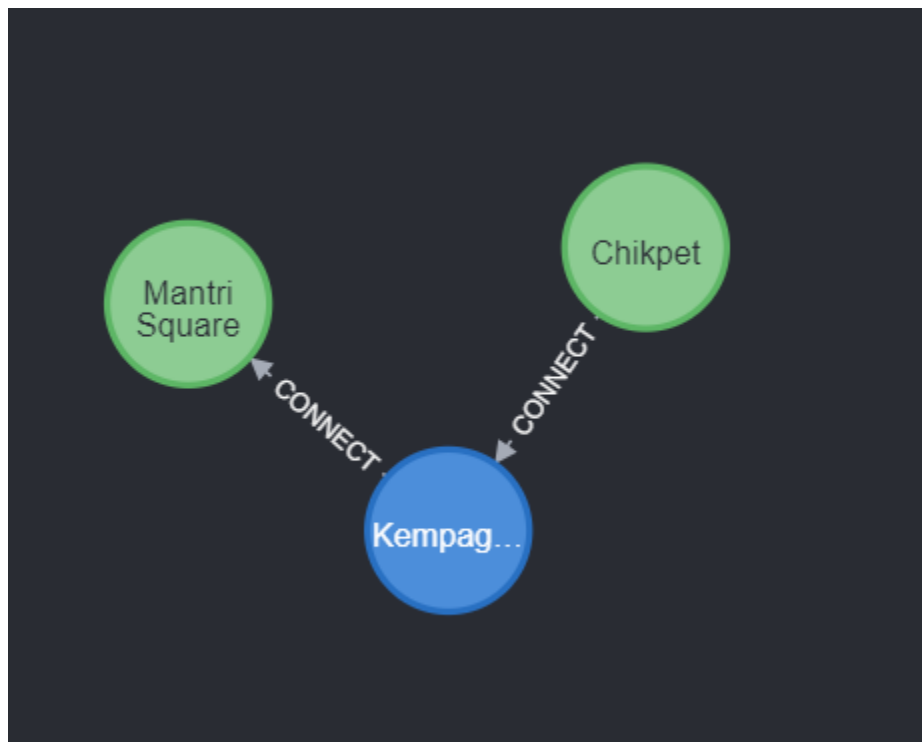 Chikpet
Mantri
Square
CONNECT
CONNECT
Kempag...